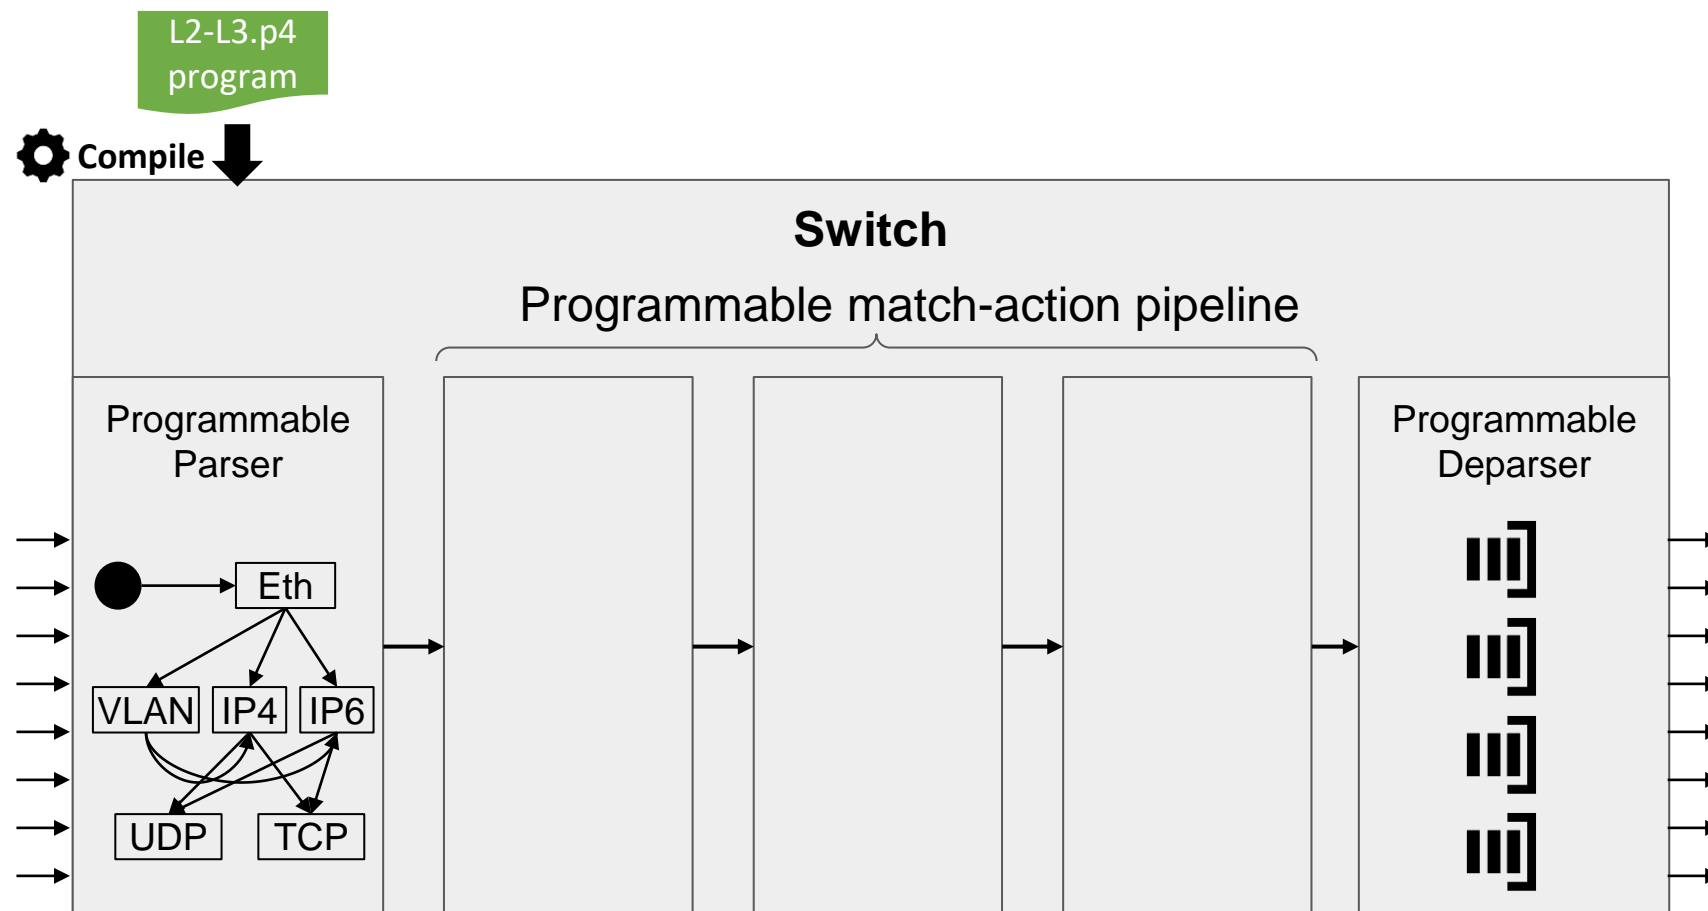 L2-L3.p4
program
Compile
Switch
Programmable match-action pipeline
Programmable
Parser
Eth
VLAN
IP4
IP6
UDP
TCP
Programmable
Deparser